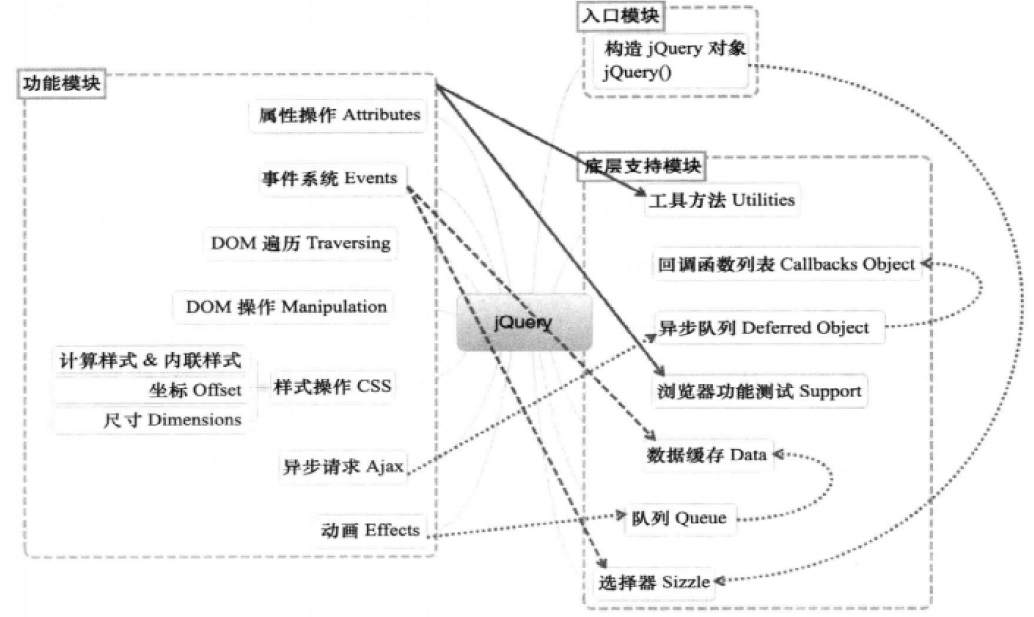 入口模块
构造 jQuery 对象
jQuery()
功能模块
属性操作 Attributes
事件系统 Events
DOM 遍历 Traversing
DOM 操作 Manipulation
计算样式 & 内联样式
坐标 Offset
尺寸 Dimensions
样式操作 CSS
异步请求 Ajax
动画 Effects
jQuery
底层支持模块
工具方法 Utilities
回调函数列表 Callbacks Object
异步队列 Deferred Object
浏览器功能测试 Support
数据缓存 Data
队列 Queue
选择器 Sizzle